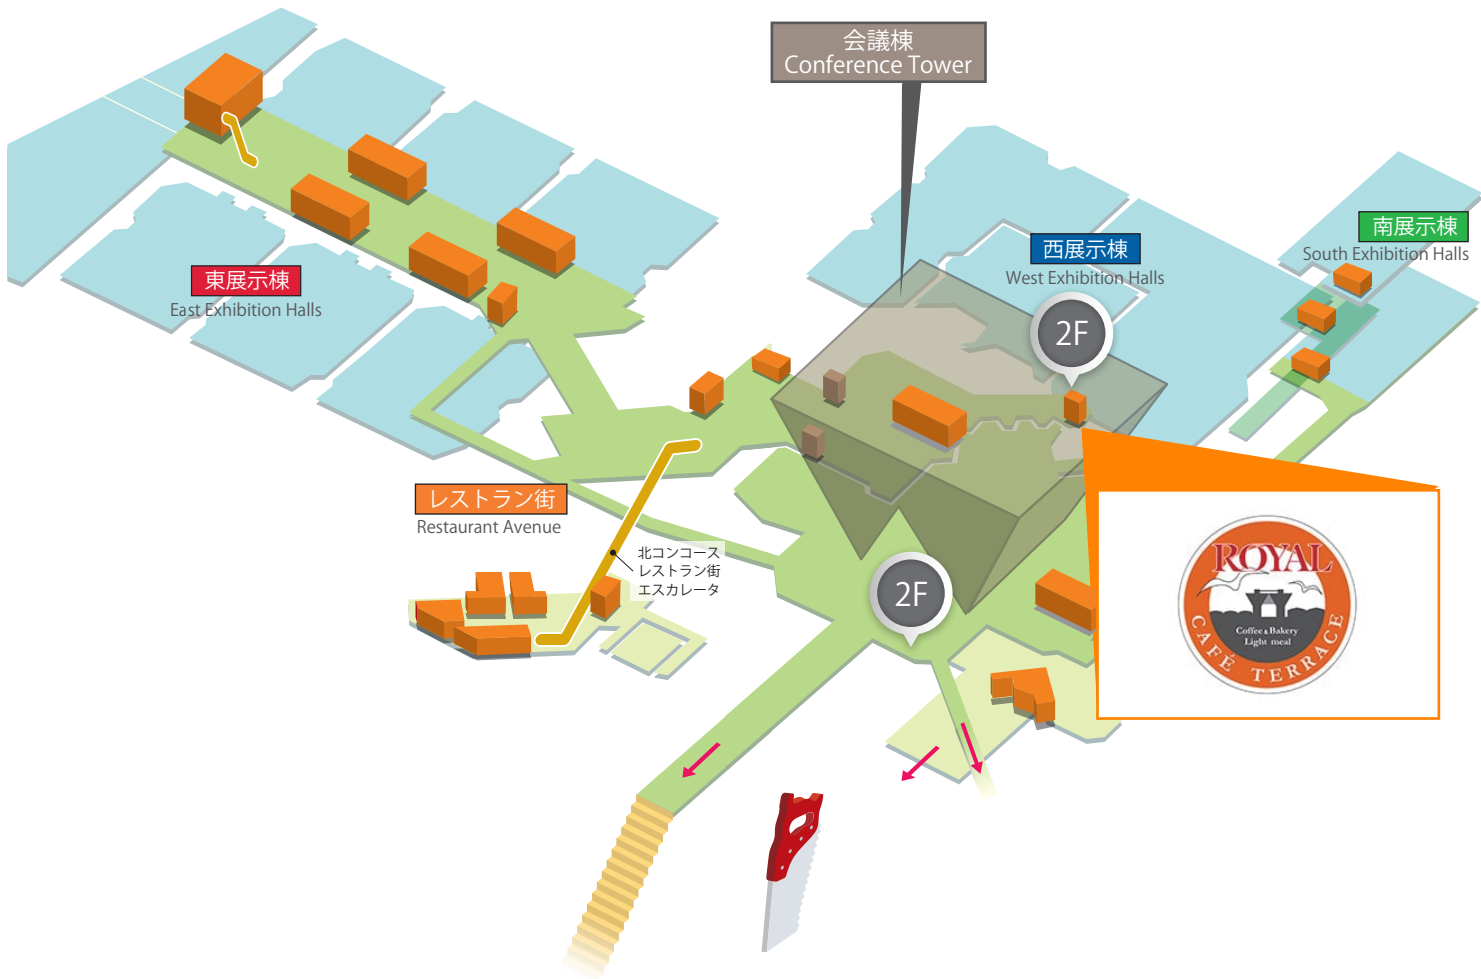 会議棟
Conference Tower
南展示棟
South Exhibition Halls
西展示棟
West Exhibition Halls
東展示棟
East Exhibition Halls
2F
レストラン街
Restaurant Avenue
北コンコース
レストラン街
エスカレータ
2F
ROYAL
Coffee & Bakery
Light meal
CAFÉ TERRACE